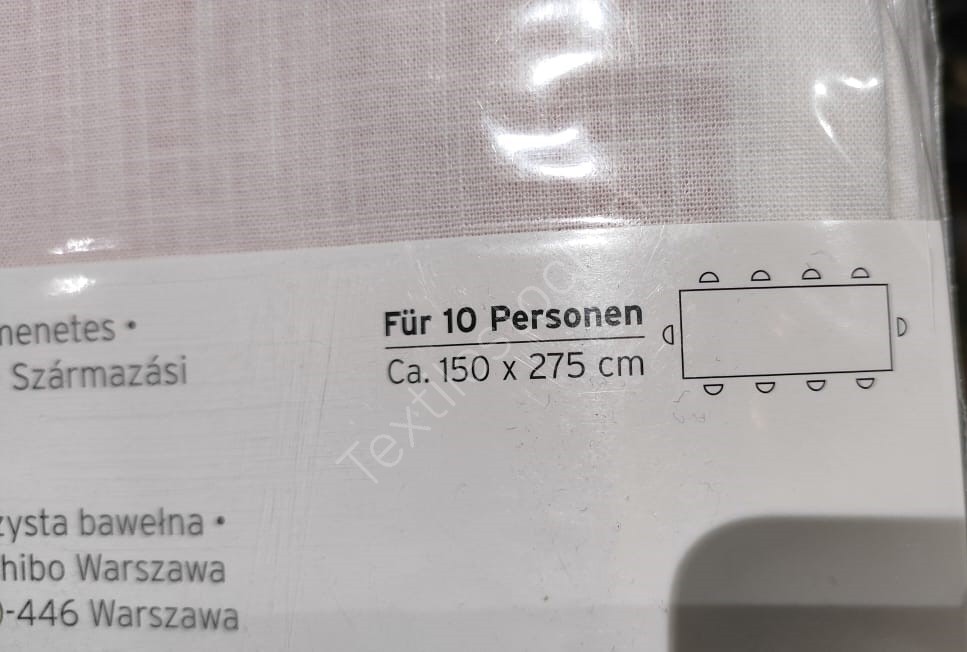 menetes •
Származási
Für 10 Personen
Ca. 150 x 275 cm
zysta bawełna •
hibo Warszawa
-446 Warszawa